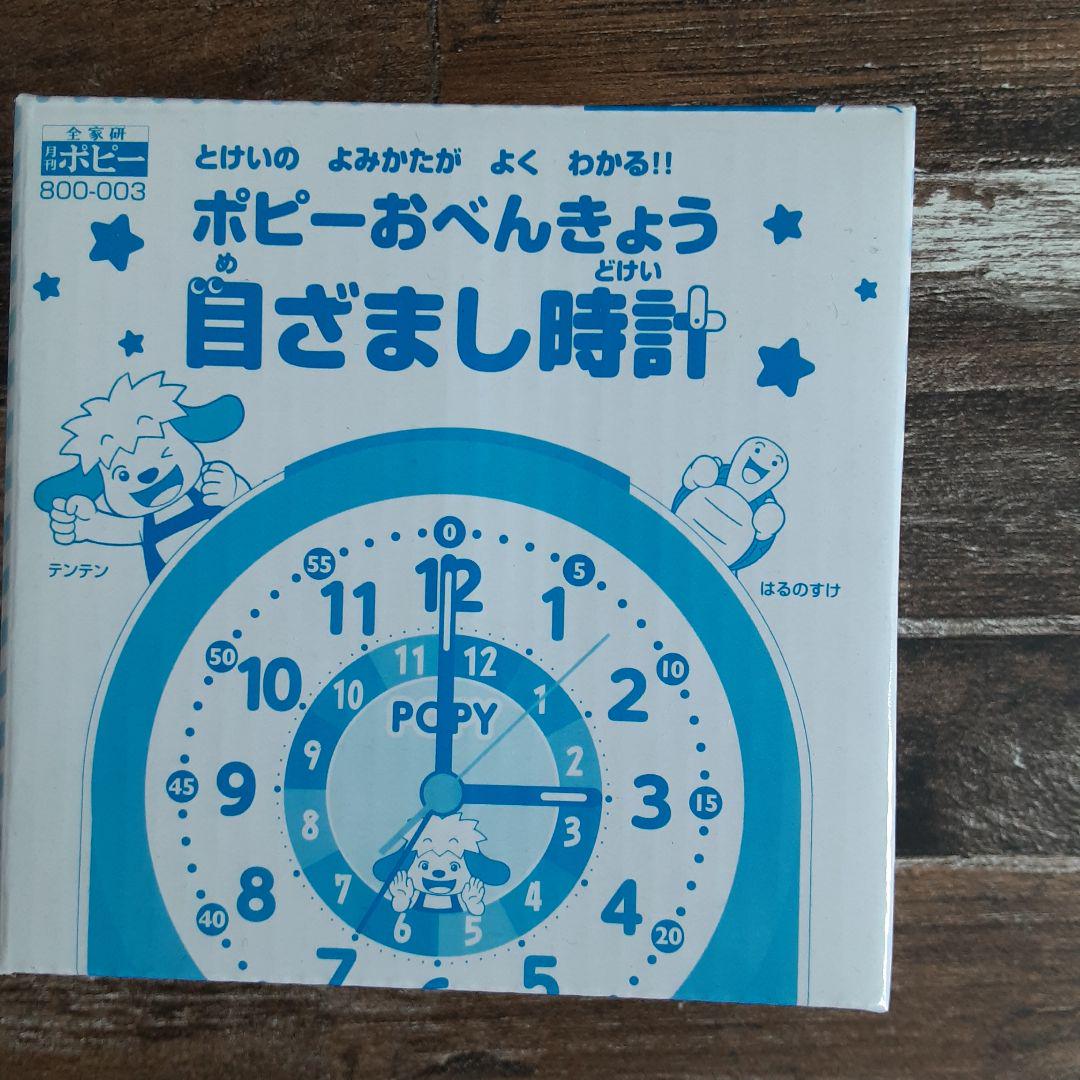 全家研
月刊ポピー
800-003
とけいの よみかたが よく わかる!!
ポピーおべんきょう
め どけい
目ざまし時計
テンテン
はるのすけ
0
55 5
11 12 1
50 10
10 2
11 12
10 1
POPY
9 2
45 9 3 15
8 3
7 4
6 5
8 4
40 20
7 6 5